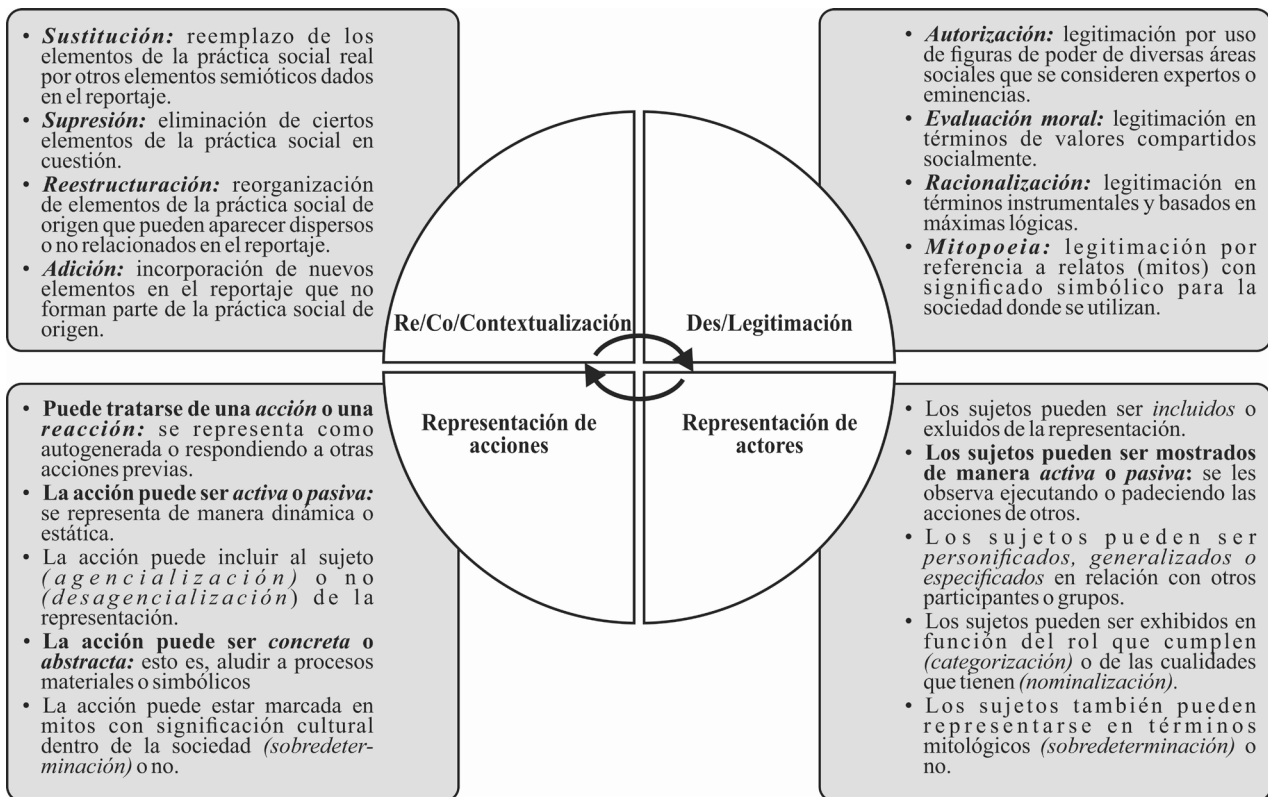 • Sustitución: reemplazo de los
elementos de la práctica social real
por otros elementos semióticos dados
en el reportaje.
• Supresión: eliminación de ciertos
elementos de la práctica social en
cuestión.
• Reestructuración: reorganización
de elementos de la práctica social de
origen que pueden aparecer dispersos
o no relacionados en el reportaje.
• Adición: incorporación de nuevos
elementos en el reportaje que no
forman parte de la práctica social de
origen.
• Autorización: legitimación por uso
de figuras de poder de diversas áreas
sociales que se consideren expertos o
eminencias.
• Evaluación moral: legitimación en
términos de valores compartidos
socialmente.
• Racionalización: legitimación en
términos instrumentales y basados en
máximas lógicas.
• Mitopoeia: legitimación por
referencia a relatos (mitos) con
significado simbólico para la
sociedad donde se utilizan.
Re/Co/Contextualización
Des/Legitimación
Representación de
acciones
Representación de
actores
• Puede tratarse de una acción o una
reacción: se representa como
autogenerada o respondiendo a otras
acciones previas.
• La acción puede ser activa o pasiva:
se representa de manera dinámica o
estática.
• La acción puede incluir al sujeto
(agencialización) o no
(desagencialización) de la
representación.
• La acción puede ser concreta o
abstracta: esto es, aludir a procesos
materiales o simbólicos
• La acción puede estar marcada en
mitos con significación cultural
dentro de la sociedad (sobredeter-
minación) o no.
• Los sujetos pueden ser incluidos o
exluidos de la representación.
• Los sujetos pueden ser mostrados
de manera activa o pasiva: se les
observa ejecutando o padeciendo las
acciones de otros.
• Los sujetos pueden ser
personificados, generalizados o
especificados en relación con otros
participantes o grupos.
• Los sujetos pueden ser exhibidos en
función del rol que cumplen
(categorización) o de las cualidades
que tienen (nominalización).
• Los sujetos también pueden
representarse en términos
mitológicos (sobredeterminación) o
no.